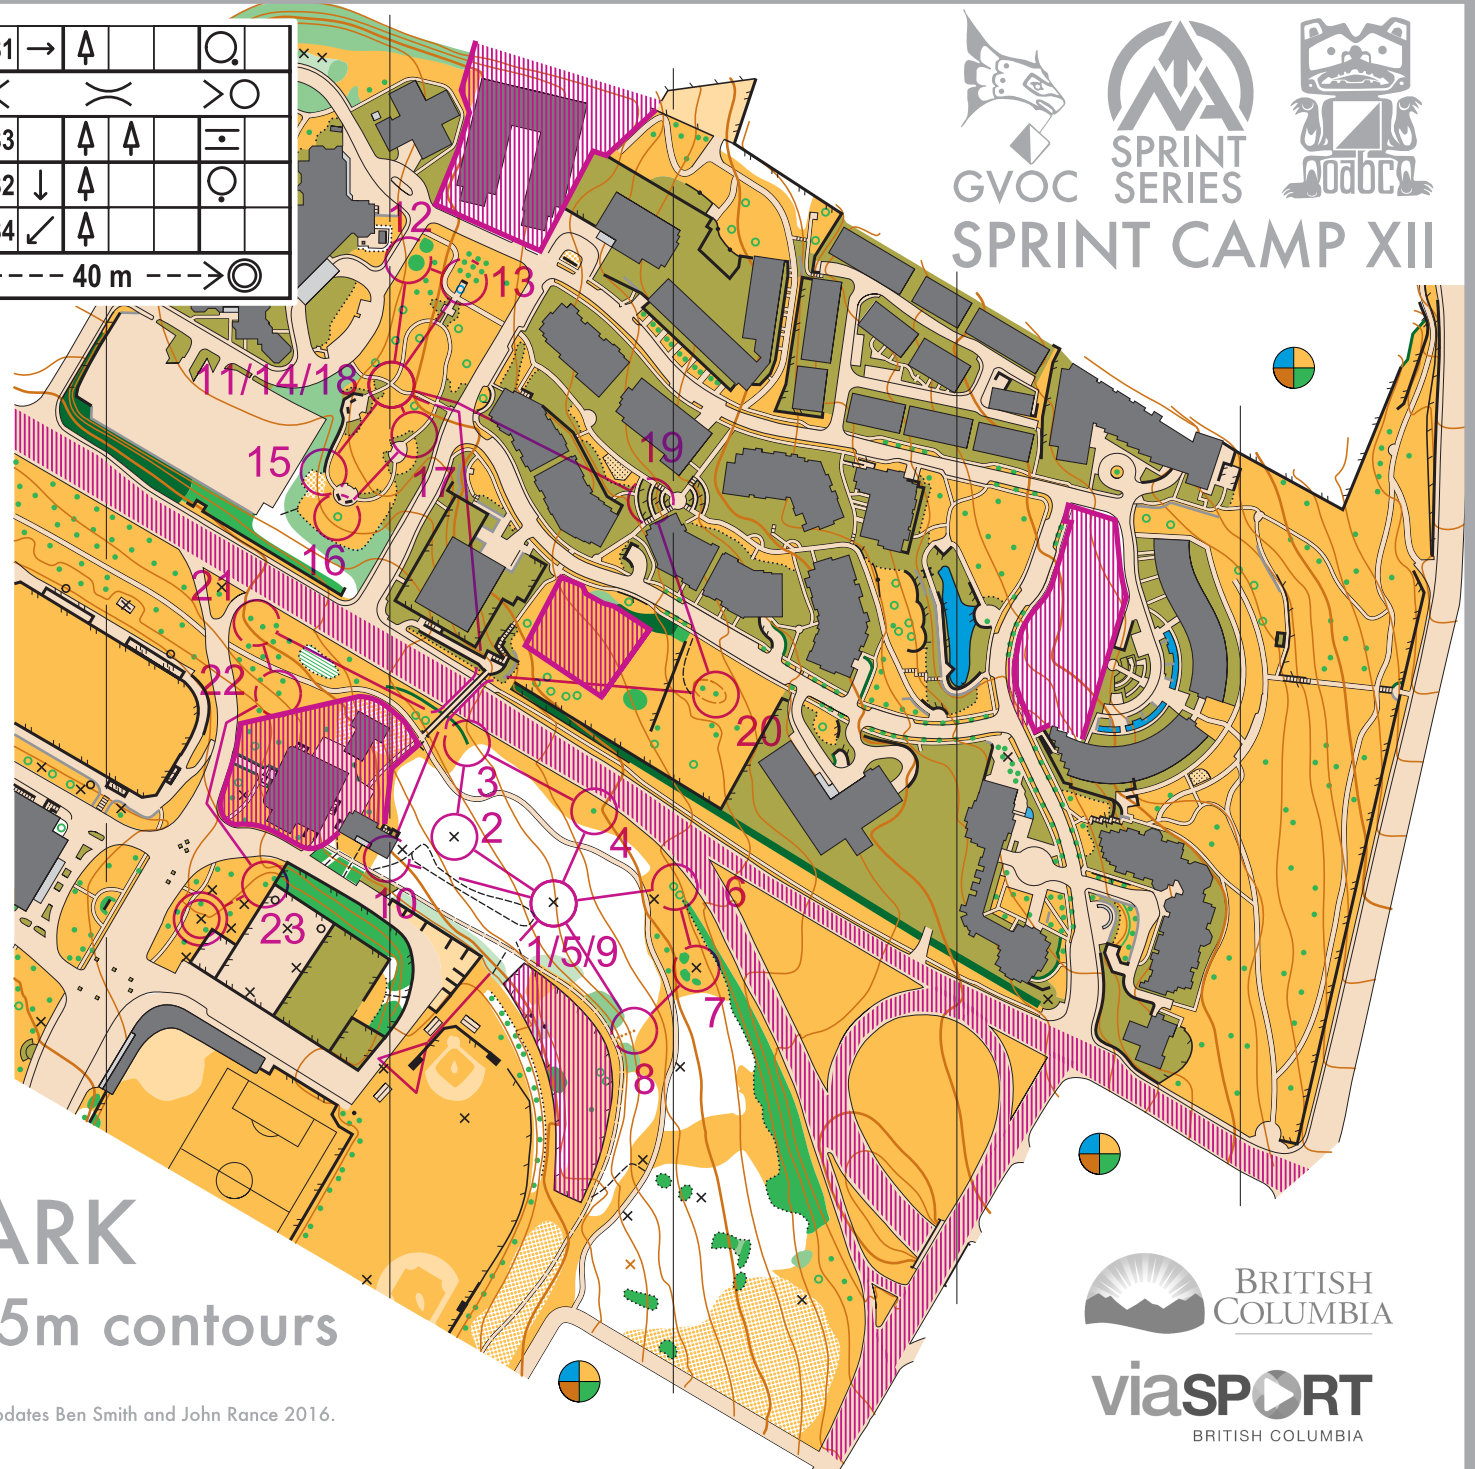 40 m
GVOC
SPRINT
SERIES
oabc
SPRINT CAMP XII
12
13
11/14/18
15
17
16
19
21
22
20
3
2
4
10
6
1/5/9
23
7
8
ARK
5m contours
pdates Ben Smith and John Rance 2016.
BRITISH
COLUMBIA
viaSPORT
BRITISH COLUMBIA